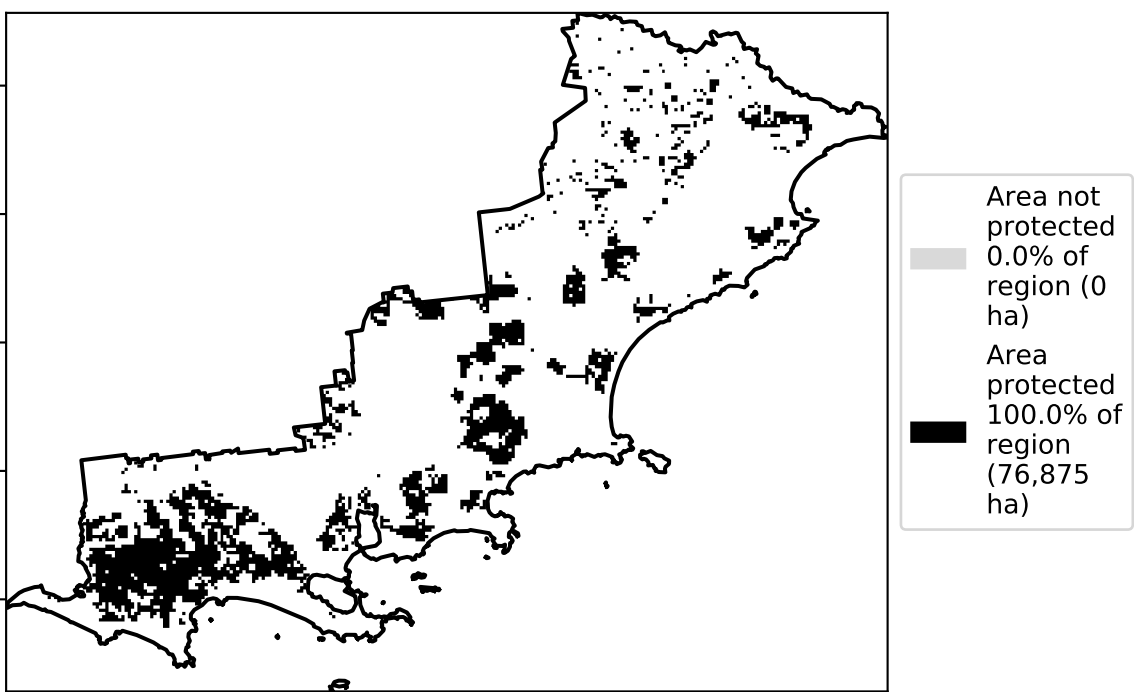 Area not
protected
0.0% of
region (0
ha)
Area
protected
100.0% of
region
(76,875
ha)